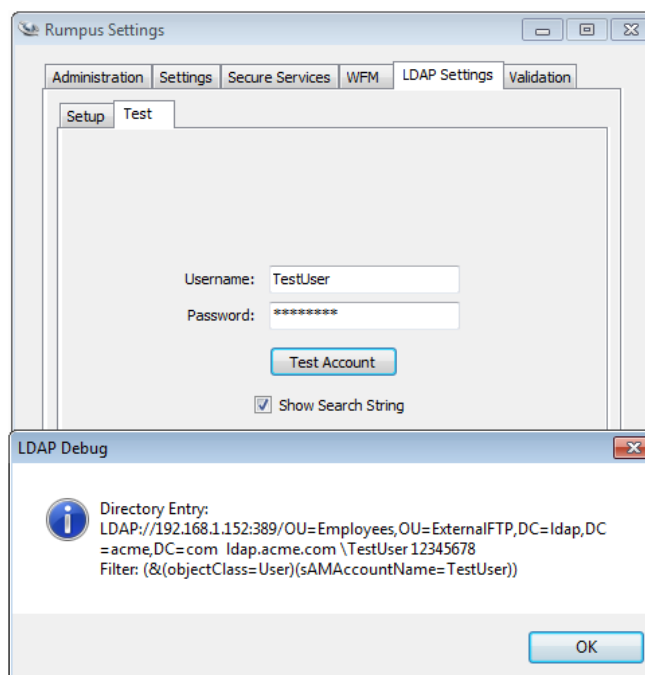 Rumpus Settings
Administration Settings Secure Services WFM LDAP Settings Validation
Setup Test
Username: TestUser
Password: ********
Test Account
Show Search String
LDAP Debug
Directory Entry:
LDAP://192.168.1.152:389/OU=Employees,OU=ExternalFTP,DC=ldap,DC
=acme,DC=com ldap.acme.com \TestUser 12345678
Filter: (&(objectClass=User)(sAMAccountName=TestUser))
OK